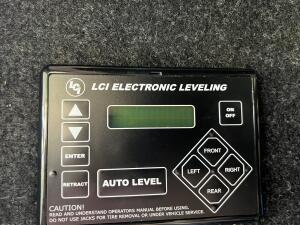 LCI
LCI ELECTRONIC LEVELING
ON
OFF
ENTER
FRONT
LEFT
RIGHT
REAR
RETRACT
AUTO LEVEL
CAUTION!
READ AND UNDERSTAND OPERATORS MANUAL BEFORE USING.
DO NOT USE JACKS FOR TIRE REMOVAL OR UNDER VEHICLE SERVICE.